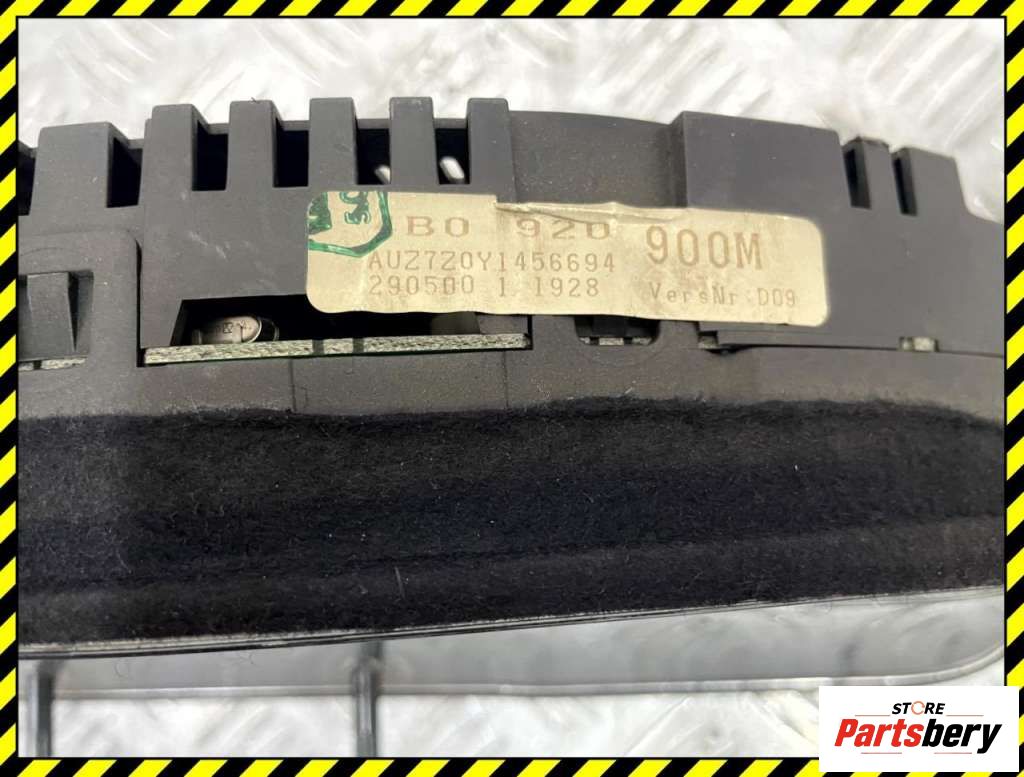 B0 920 900M
AUZ7Z0Y1456694
290500 1 1928 VersNr:D09
STORE
Partsbery